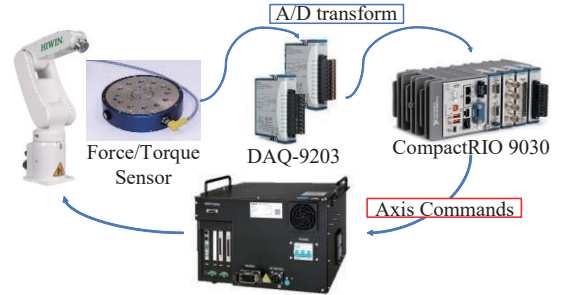 A/D transform
HIWIN
Force/Torque
Sensor
DAQ-9203
CompactRIO 9030
Axis Commands